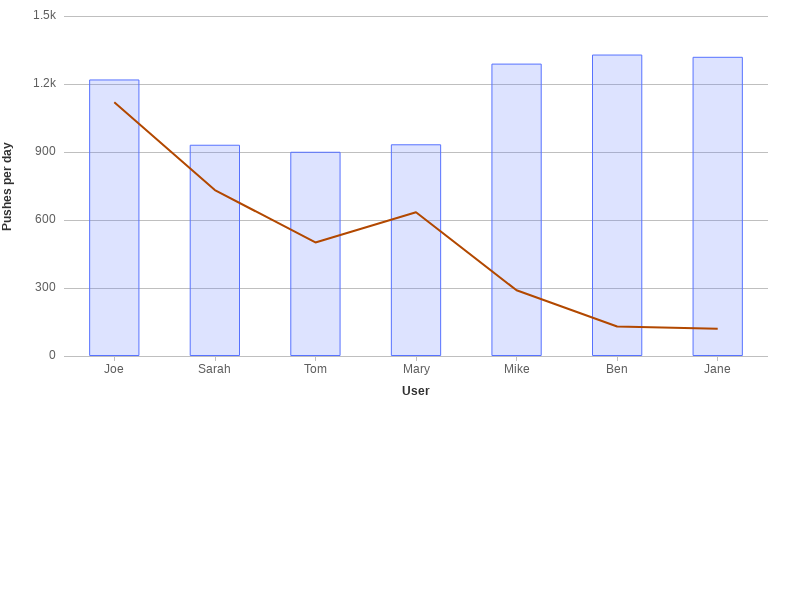 Pushes per day
1.5k
1.2k
900
600
300
0
Joe Sarah Tom Mary Mike Ben Jane
User